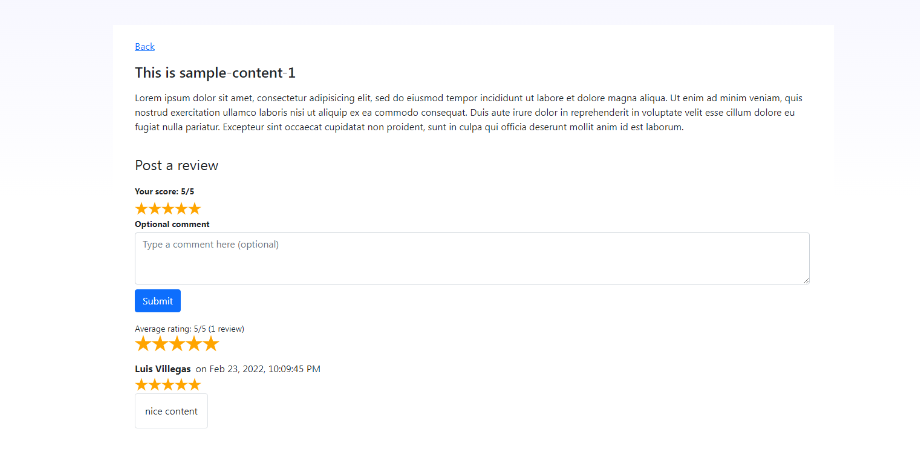 Back
This is sample-content-1
Lorem ipsum dolor sit amet, consectetur adipisicing elit, sed do eiusmod tempor incididunt ut labore et dolore magna aliqua. Ut enim ad minim veniam, quis
nostrud exercitation ullamco laboris nisi ut aliquip ex ea commodo consequat. Duis aute irure dolor in reprehenderit in voluptate velit esse cillum dolore eu
fugiat nulla pariatur. Excepteur sint occaecat cupidatat non proident, sunt in culpa qui officia deserunt mollit anim id est laborum.
Post a review
Your score: 5/5
Optional comment
Type a comment here (optional)
Submit
Average rating: 5/5 (1 review)
Luis Villegas on Feb 23, 2022, 10:09:45 PM
nice content